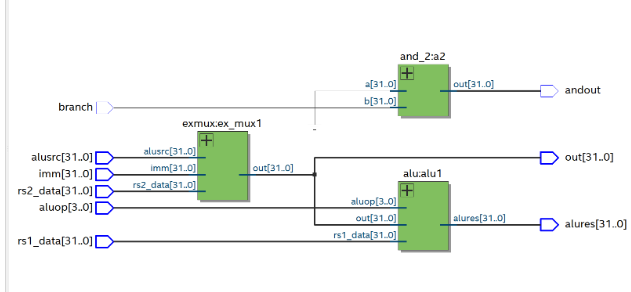 and_2:a2
a[31..0] out[31..0] andout
branch b[31..0]
exmux:ex_mux1
alusrc[31..0] alusrc[31..0] out[31..0]
imm[31..0] imm[31..0] out[31..0] alu:alu1
rs2_data[31..0] rs2_data[31..0]
aluop[3..0] aluop[3..0]
out[31..0] alures[31..0] alures[31..0]
rs1_data[31..0] rs1_data[31..0]